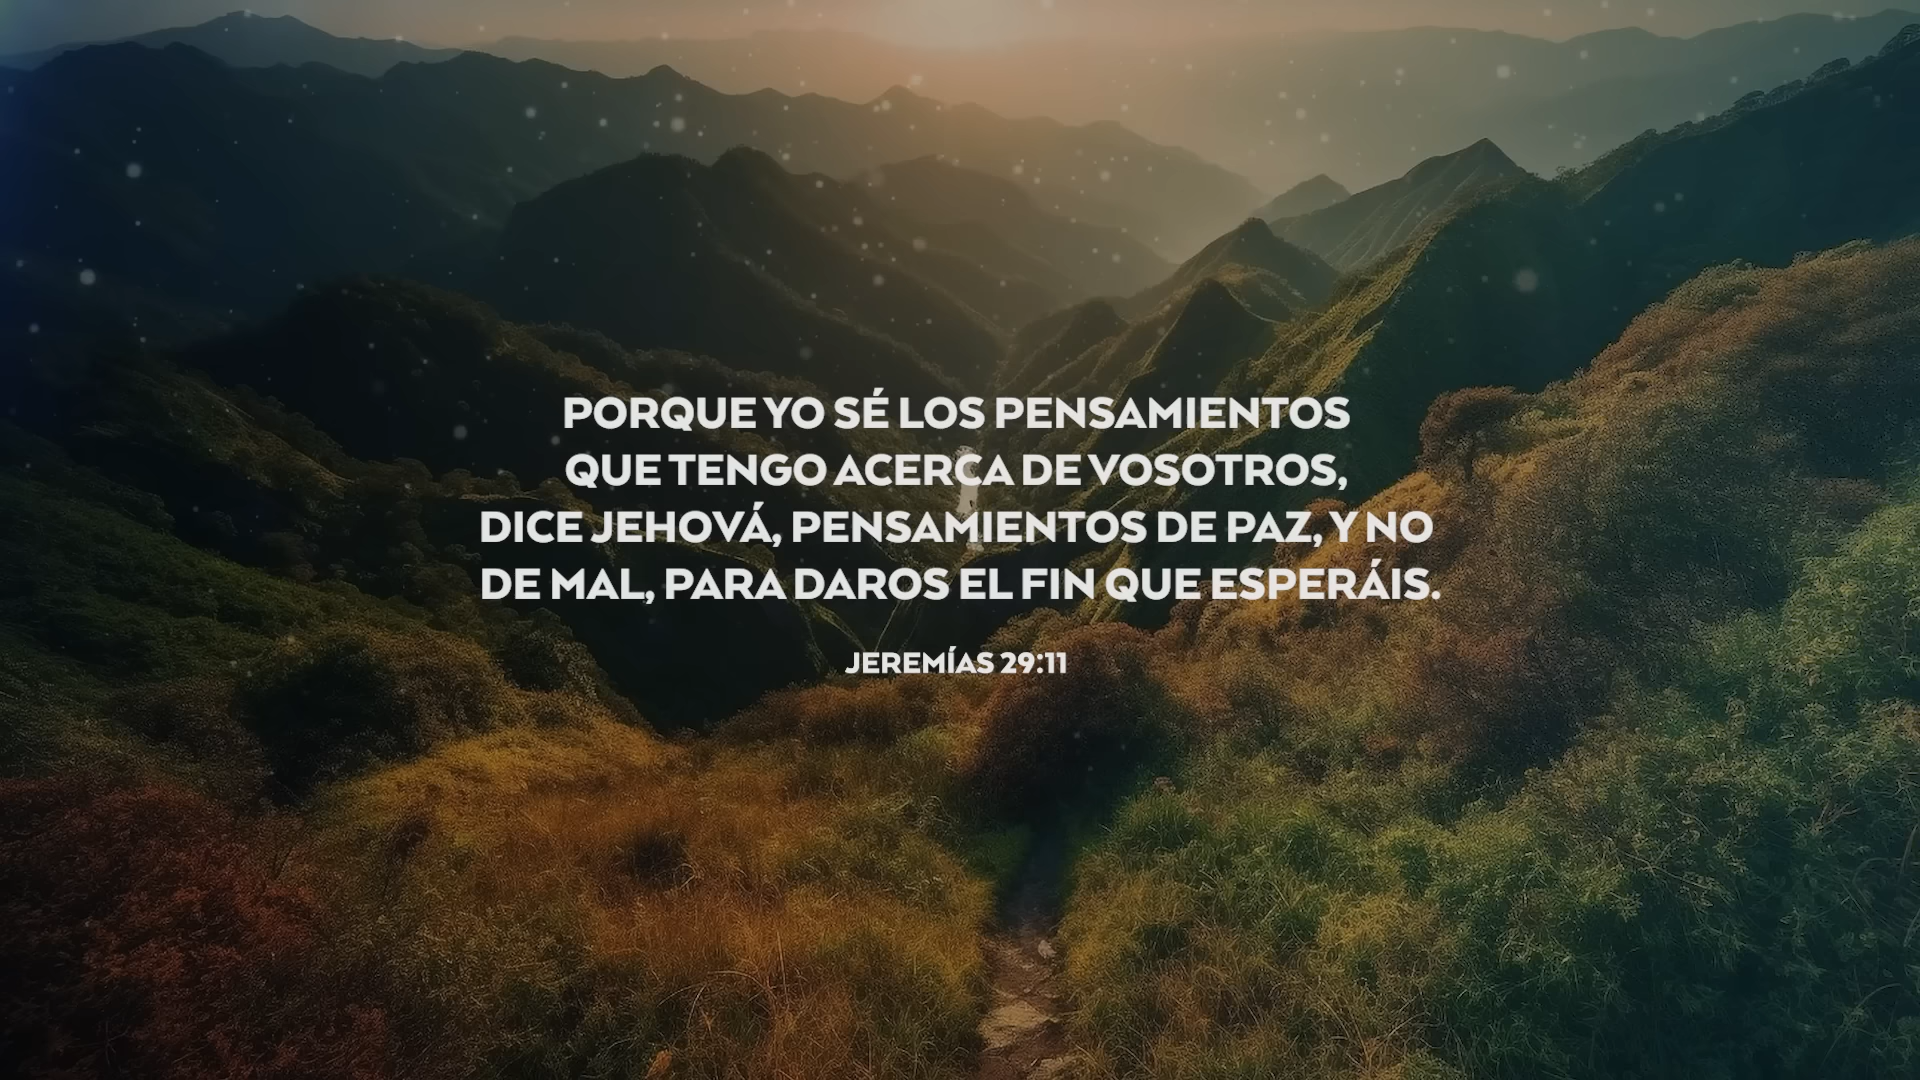 PORQUE YO SÉ LOS PENSAMIENTOS
QUE TENGO ACERCA DE VOSOTROS,
DICE JEHOVÁ, PENSAMIENTOS DE PAZ, Y NO
DE MAL, PARA DAROS EL FIN QUE ESPERÁIS.
JEREMÍAS 29:11